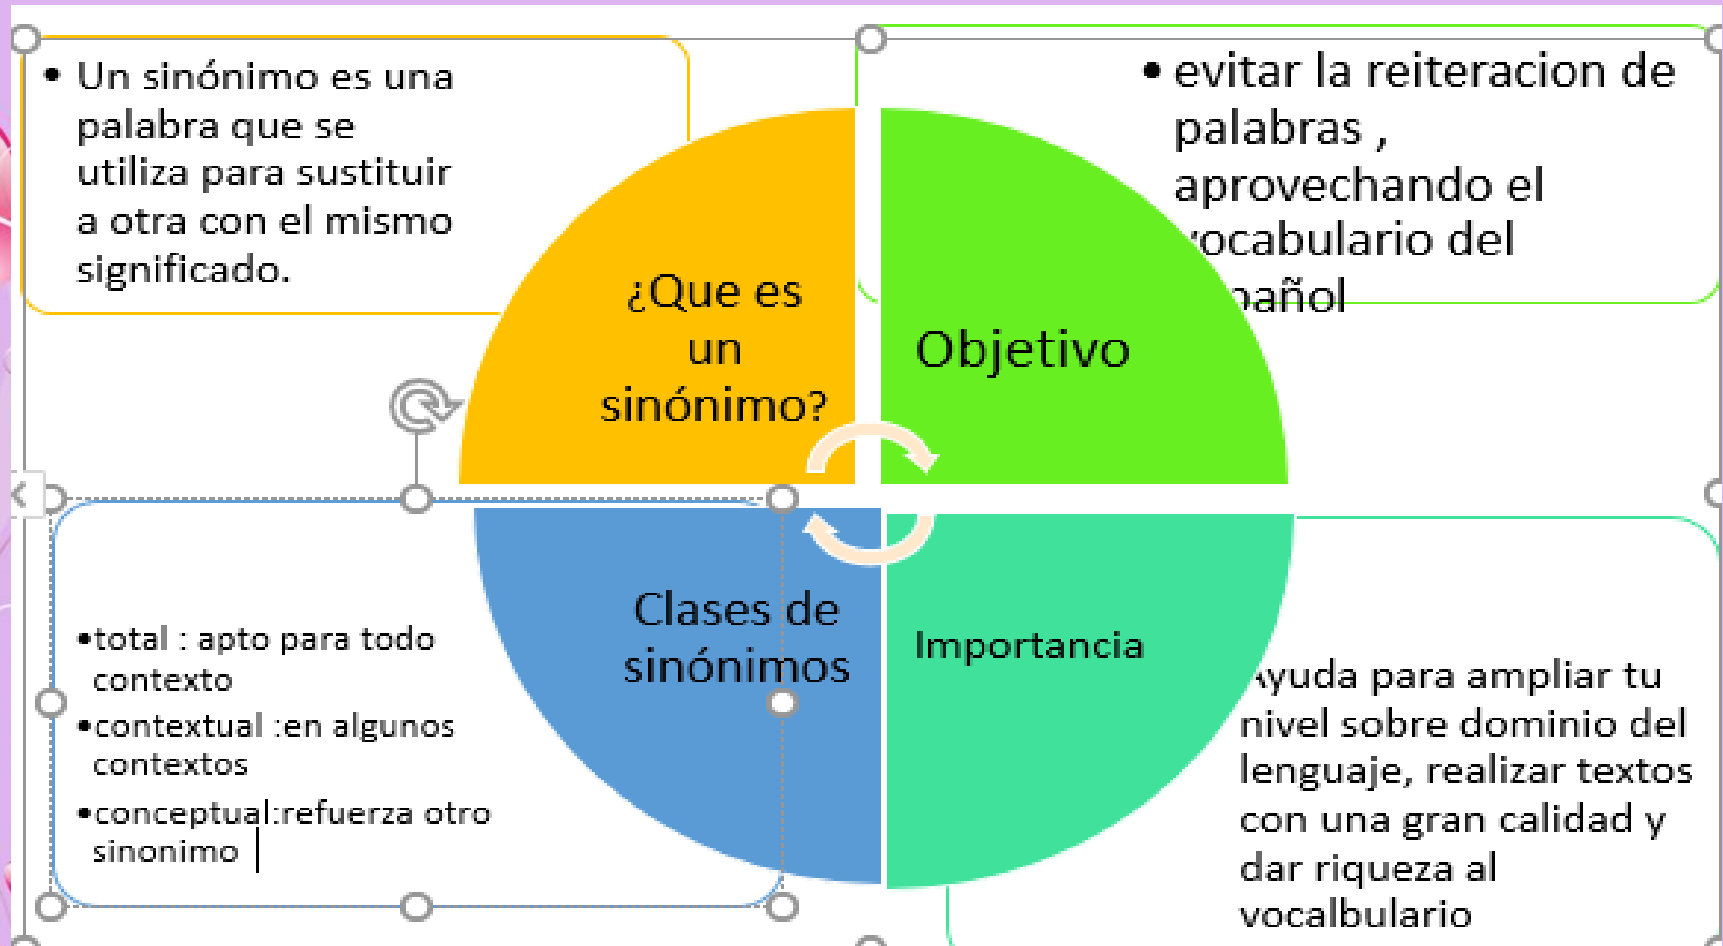 • Un sinónimo es una
palabra que se
utiliza para sustituir
a otra con el mismo
significado.
¿Que es
un
sinónimo?
• evitar la reiteracion de
palabras ,
aprovechando el
vocabulario del
pañol
Objetivo
Clases de
sinónimos
•total : apto para todo
contexto
•contextual :en algunos
contextos
•conceptual:refuerza otro
sinonimo
Importancia
Ayuda para ampliar tu
nivel sobre dominio del
lenguaje, realizar textos
con una gran calidad y
dar riqueza al
vocalbulario